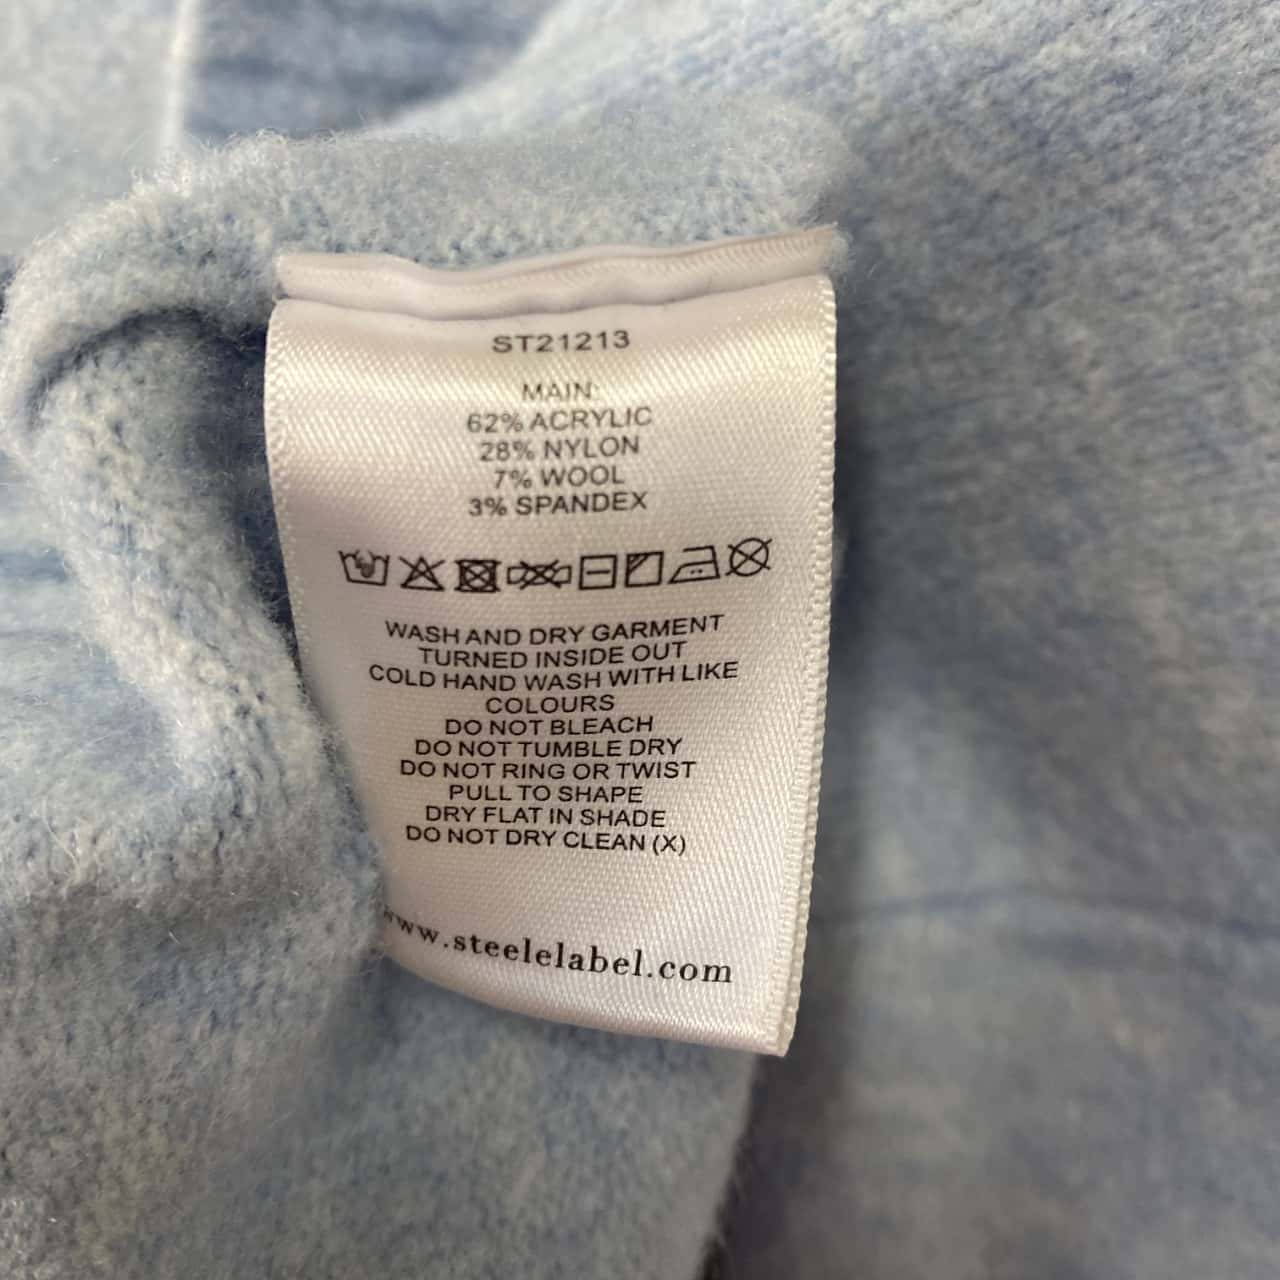 ST21213
MAIN
62% ACRYLIC
28% NYLON
7% WOOL
3% SPANDEX
WASH AND DRY GARMENT
TURNED INSIDE OUT
COLD HAND WASH WITH LIKE
COLOURS
DO NOT BLEACH
DO NOT TUMBLE DRY
DO NOT RING OR TWIST
PULL TO SHAPE
DRY FLAT IN SHADE
DO NOT DRY CLEAN (X)
www.steelelabel.com